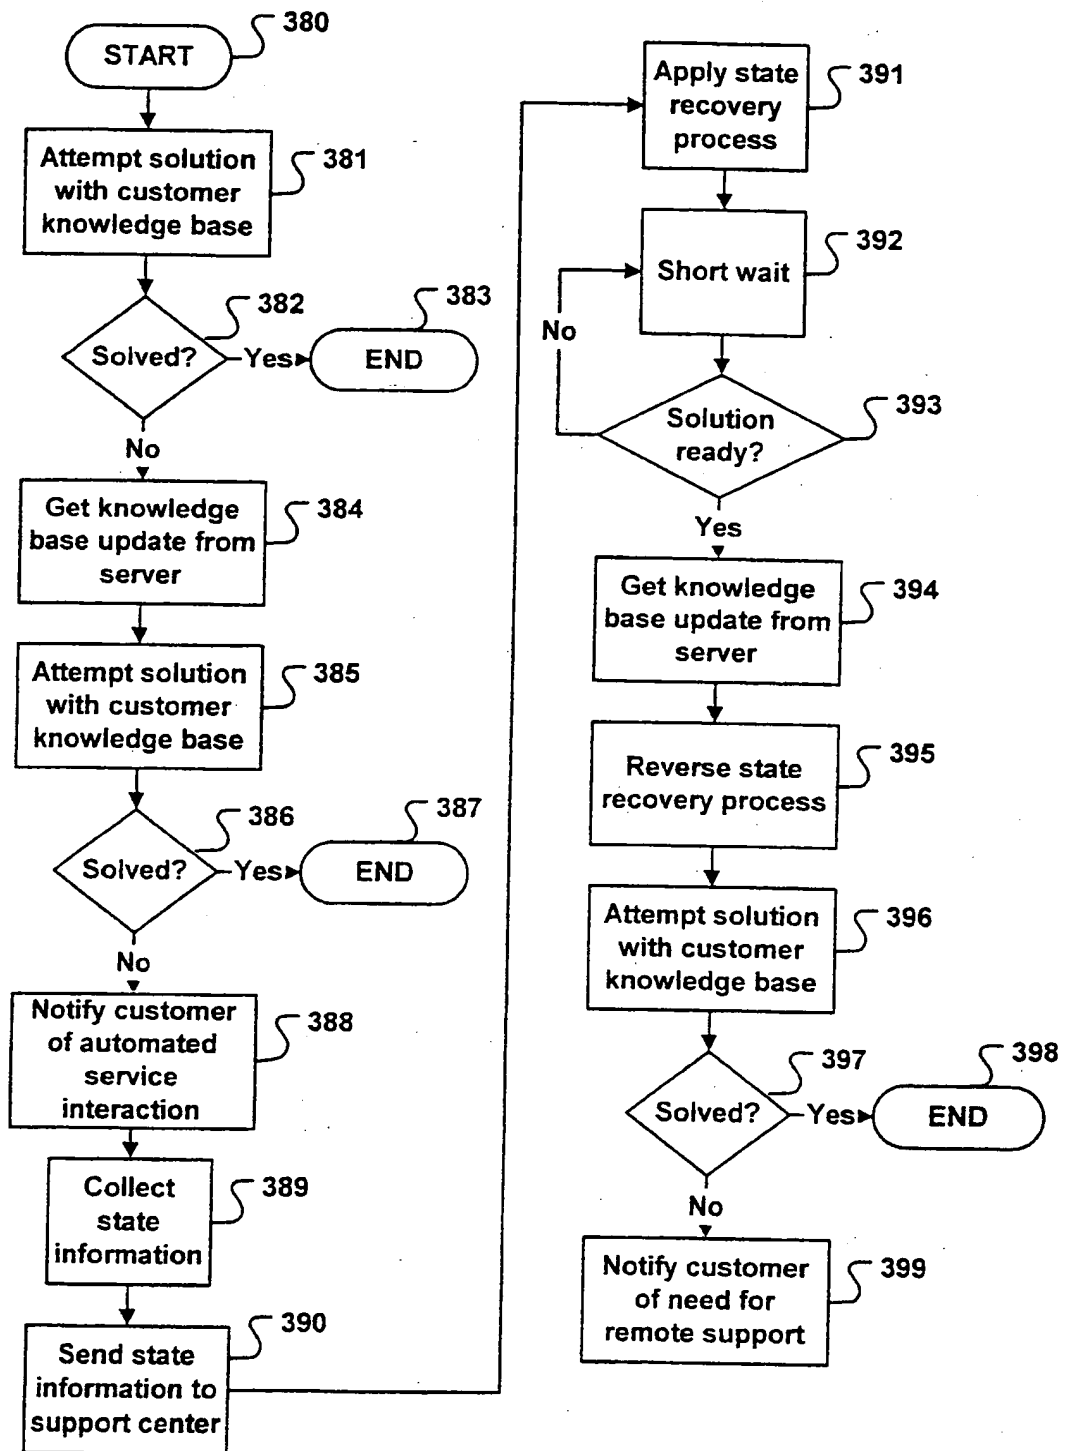 START
380
Attempt solution
with customer
knowledge base
381
Solved?
382
Yes
END
383
No
Get knowledge
base update from
server
384
Attempt solution
with customer
knowledge base
385
Solved?
386
Yes
END
387
No
Notify customer
of automated
service
interaction
388
Collect
state
information
389
Send state
information to
support center
390
Apply state
recovery
process
391
Short wait
392
No
Solution
ready?
393
Yes
Get knowledge
base update from
server
394
Reverse state
recovery process
395
Attempt solution
with customer
knowledge base
396
Solved?
397
Yes
END
398
No
Notify customer
of need for
remote support
399